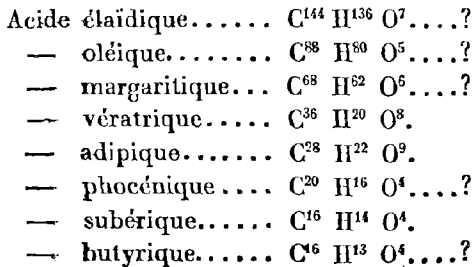 Acide élaïdique...... C¹⁴⁴ H¹³⁶ O⁷....?
— oléique........ C⁸⁸ H⁸⁰ O⁵....?
— margaritique... C⁶⁸ H⁶² O⁶....?
— vératrique...... C³⁶ H²⁰ O⁸.
— adipique....... C²⁸ H²² O⁹.
— phocénique.... C²⁰ H¹⁶ O⁴....?
— subérique...... C¹⁶ H¹⁴ O⁴.
— butyrique...... C¹⁶ H¹³ O⁴....?